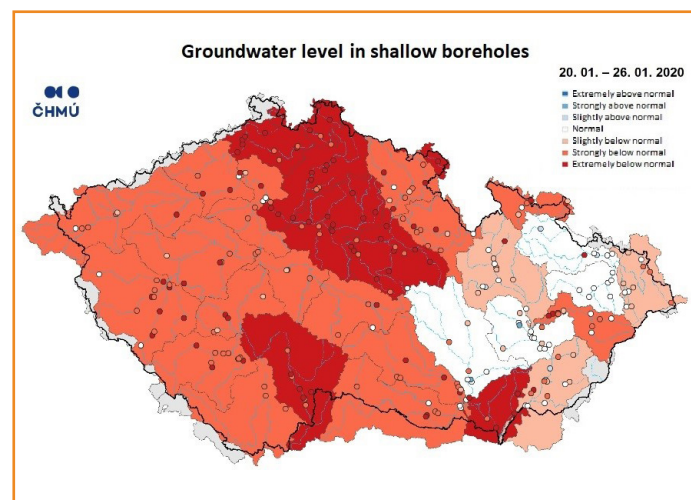 Groundwater level in shallow boreholes
ČHMÚ
20. 01. – 26. 01. 2020
Extremely above normal
Strongly above normal
Slightly above normal
Normal
Slightly below normal
Strongly below normal
Extremely below normal